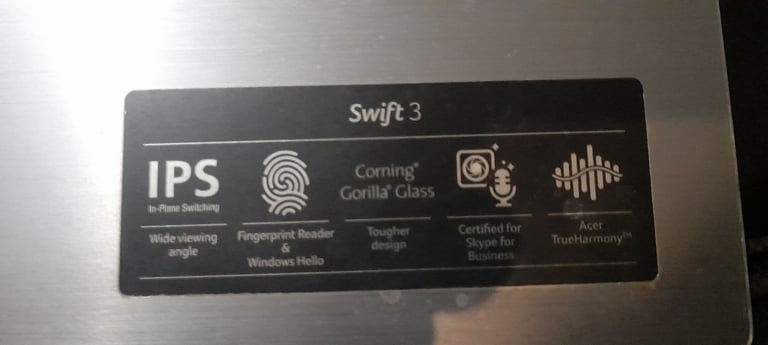 Swift 3
IPS
In-Plane Switching
Wide viewing
angle
Fingerprint Reader
&
Windows Hello
Corning®
Gorilla® Glass
Tougher
design
Certified for
Skype for
Business
Acer
TrueHarmony™